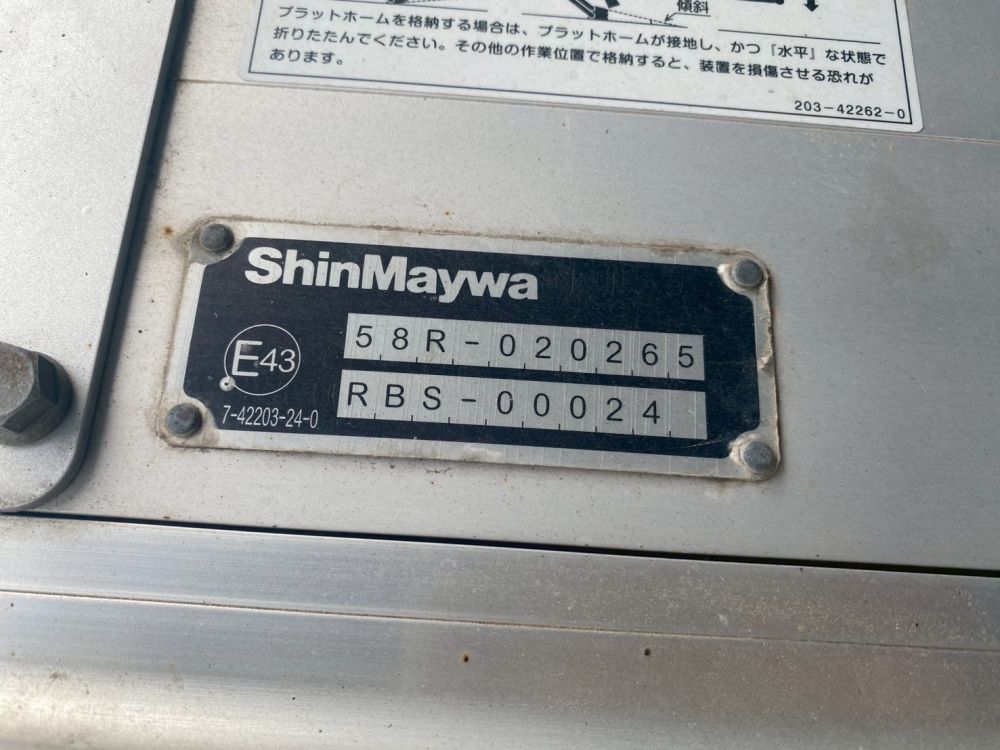 傾斜
プラットホームを格納する場合は、プラットホームが接地し、かつ「水平」な状態で
折りたたんでください。その他の作業位置で格納すると、装置を損傷させる恐れが
あります。
203-42262-0
ShinMaywa
58R-020265
E43
RBS-00024
7-42203-24-0